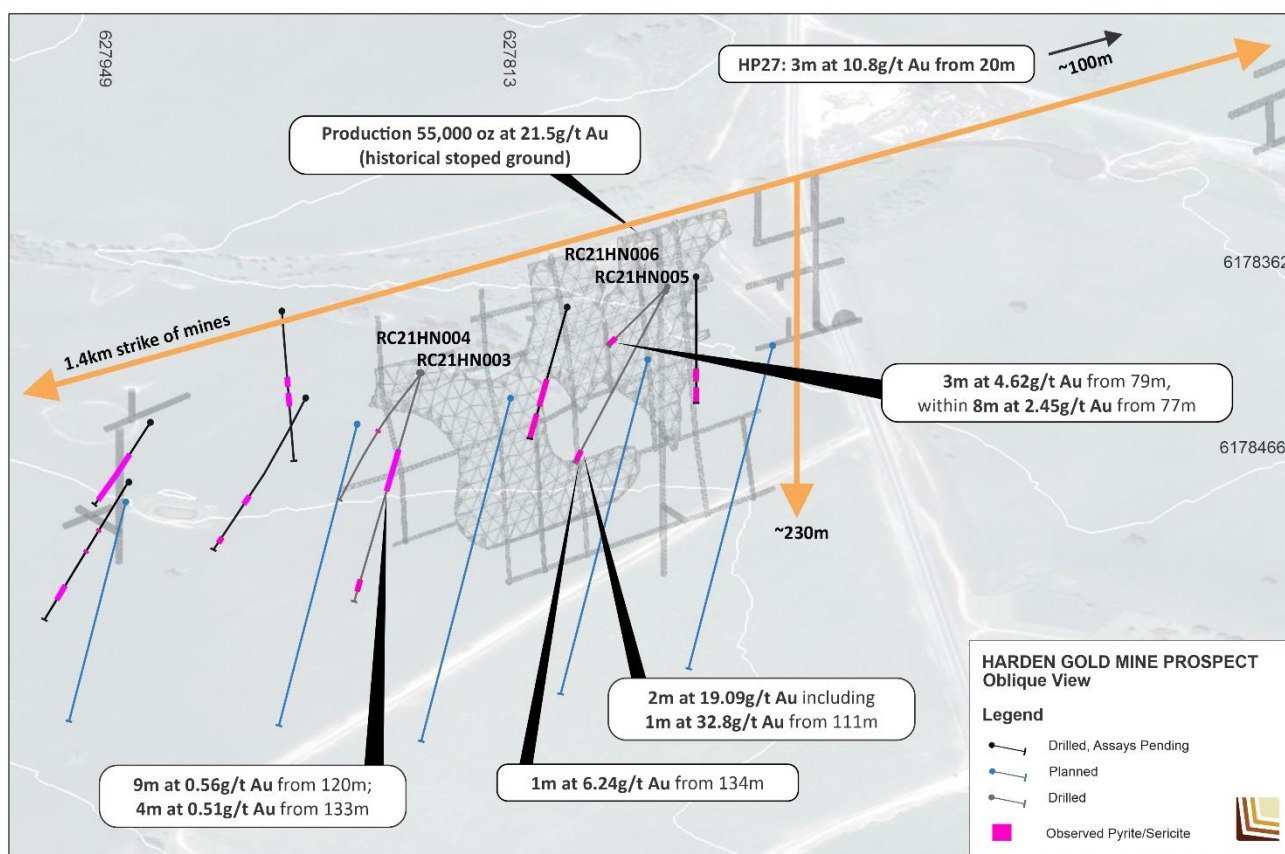 627949
627813
HP27: 3m at 10.8g/t Au from 20m
~100m
Production 55,000 oz at 21.5g/t Au
(historical stoped ground)
RC21HN006
RC21HN005
6178362
1.4km strike of mines
RC21HN004
RC21HN003
3m at 4.62g/t Au from 79m,
within 8m at 2.45g/t Au from 77m
6178466
~230m
2m at 19.09g/t Au including
1m at 32.8g/t Au from 111m
9m at 0.56g/t Au from 120m;
4m at 0.51g/t Au from 133m
1m at 6.24g/t Au from 134m
HARDEN GOLD MINE PROSPECT
Oblique View
Legend
Drilled, Assays Pending
Planned
Drilled
Observed Pyrite/Sericite